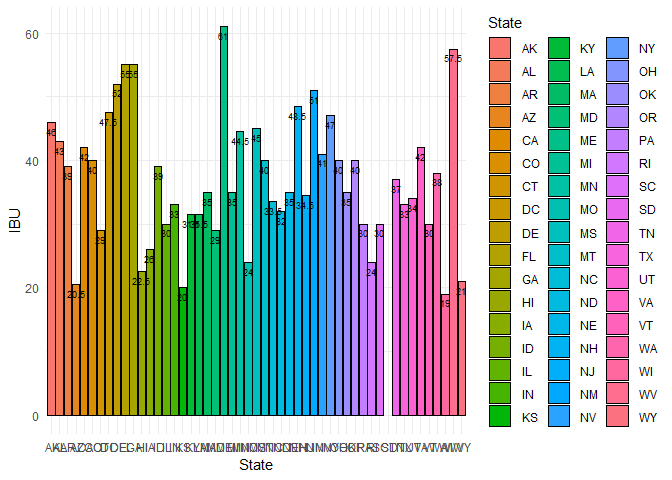 State
AK KY NY
AL LA OH
AR MA OK
AZ MD OR
CA ME PA
CO MI RI
CT MN SC
DC MO SD
DE MS TN
FL MT TX
GA NC UT
HI ND VA
IA NE VT
ID NH WA
IL NJ WI
IN NM WV
KS NV WY
IBU
60
40
20
0
46
43
39
20.5
42
40
29
47.5
52
55
55
22.5
26
39
30
33
20
35
29
61
35
44.5
24
45
40
33.5
32
35
48.5
34.5
51
41
47
40
35
40
30
24
30
37
33
34
42
30
38
19
57.5
21
State